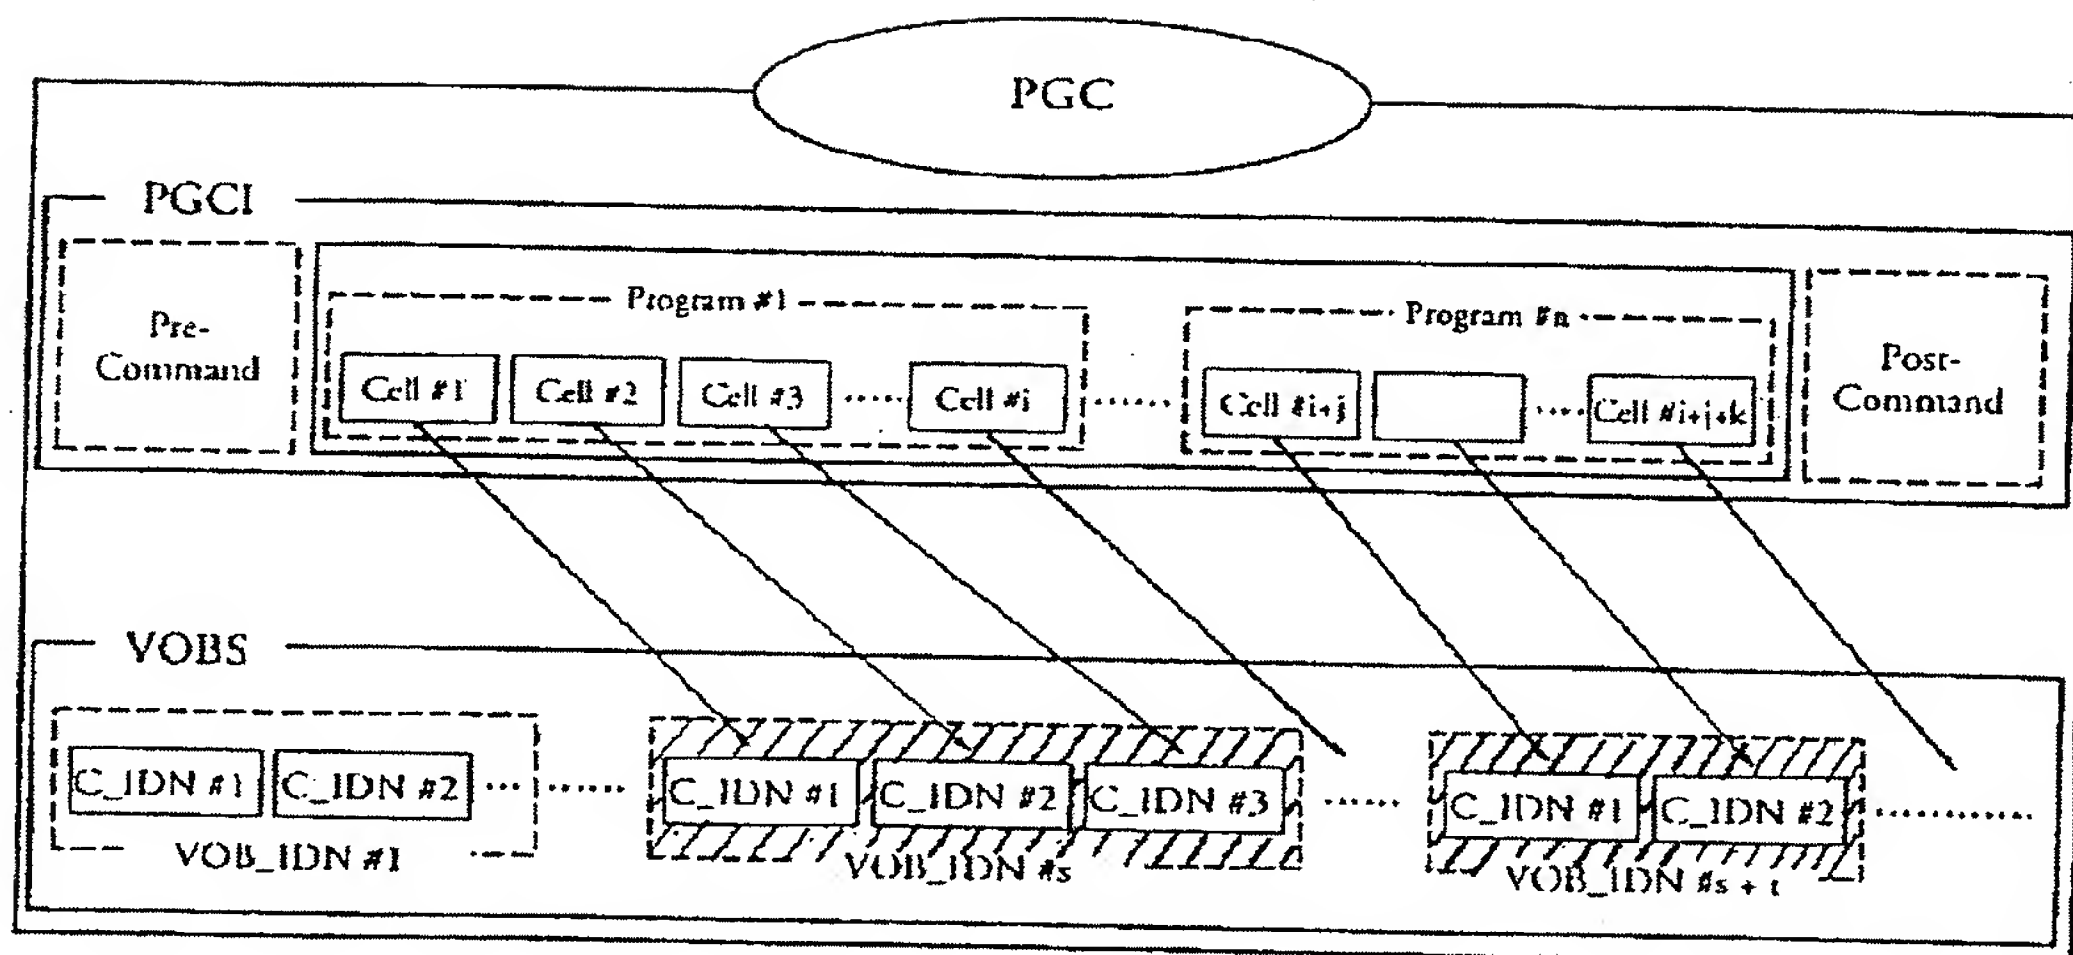 PGC
PGCI
Pre-
Command
Program #1
Cell #1
Cell #2
Cell #3
.....
Cell #i
......
Program #n
Cell #i+j
....
Cell #i+j+k
Post-
Command
VOBS
C_IDN #1
C_IDN #2
...
VOB_IDN #1
......
C_IDN #1
C_IDN #2
C_IDN #3
VOB_IDN #s
......
C_IDN #1
C_IDN #2
VOB_IDN #s + t
.............